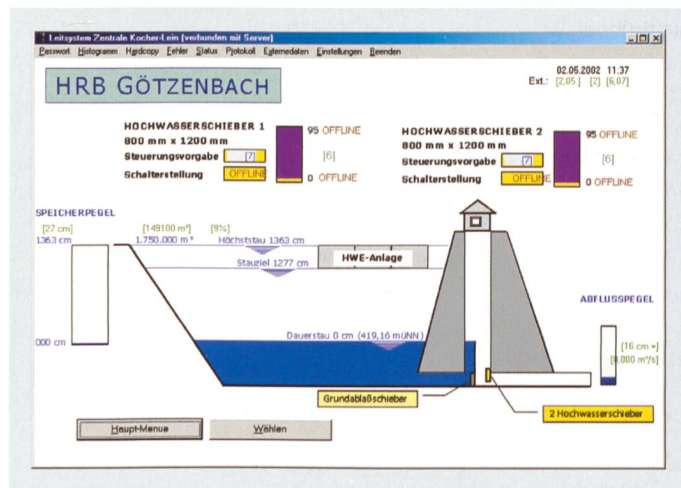 Leitsystem Zentrale Kocher-Lein (verbunden mit Server)
Passwort Histogramm Hardcopy Fehler Status Protokoll Externedaten Einstellungen Beenden
HRB GÖTZENBACH
02.05.2002 11:37
Ext.: [2,05 ] [2] [6,07]
HOCHWASSERSCHIEBER 1
800 mm x 1200 mm
Steuerungsvorgabe [7]
Schalterstellung OFFLINE
95 OFFLINE
[6]
0 OFFLINE
HOCHWASSERSCHIEBER 2
800 mm x 1200 mm
Steuerungsvorgabe [7]
Schalterstellung OFFLINE
95 OFFLINE
[6]
0 OFFLINE
SPEICHERPEGEL
[27 cm] [149100 m³] [9%]
1363 cm 1.750.000 m³ Höchststau 1363 cm
Stauziel 1277 cm
HWE-Anlage
ABFLUSSPEGEL
000 cm
Dauerstau 0 cm (419,16 müNN)
[16 cm =]
[0,000 m³/s]
Grundablaßschieber
2 Hochwasserschieber
Haupt-Menue Wählen